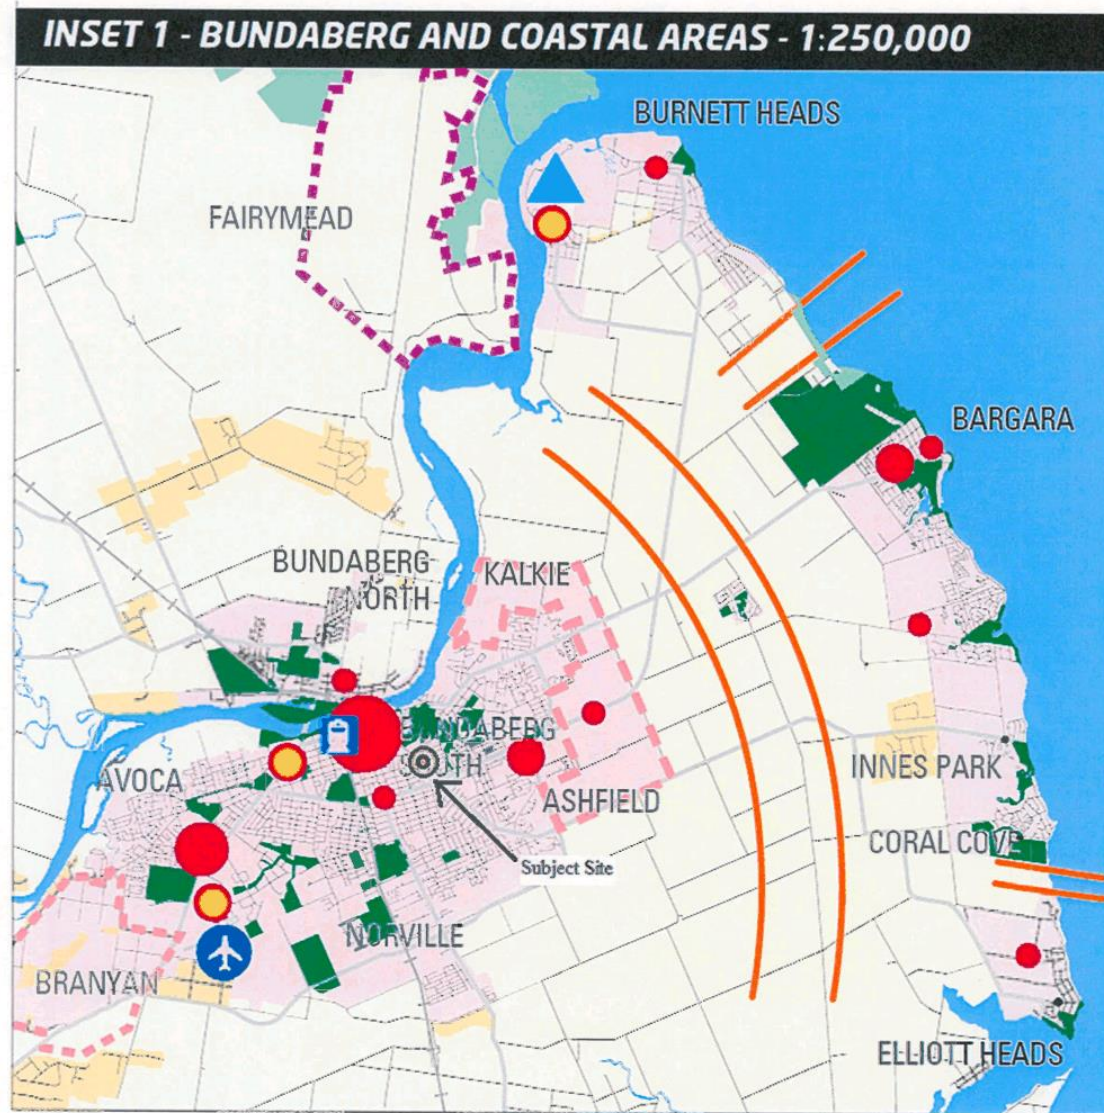 INSET 1 - BUNDABERG AND COASTAL AREAS - 1:250,000
BURNETT HEADS
FAIRYMEAD
BARGARA
BUNDABERG
NORTH
KALKIE
BUNDABERG
SOUTH
AVOCA
INNES PARK
ASHFIELD
CORAL COVE
Subject Site
NORVILLE
BRANYAN
ELLIOTT HEADS